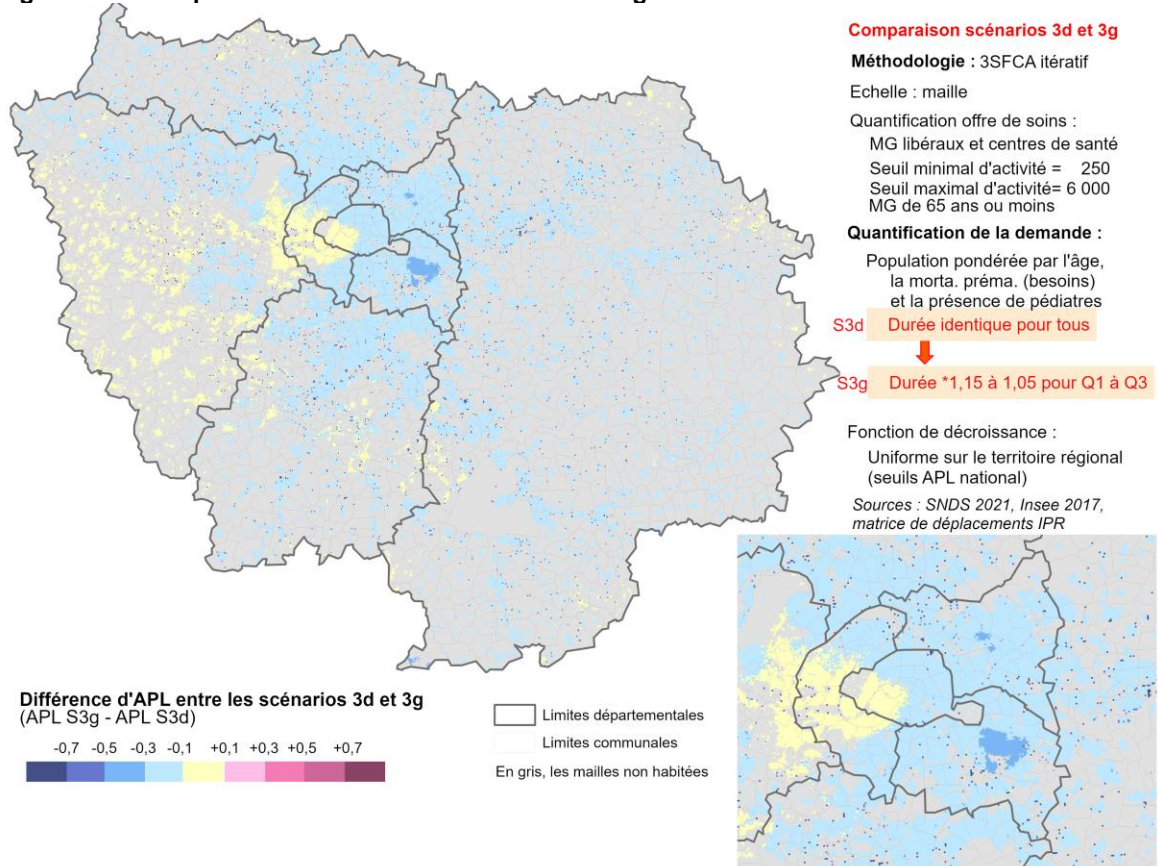 Comparaison scénarios 3d et 3g
Méthodologie : 3SFCA itératif
Echelle : maille
Quantification offre de soins :
MG libéraux et centres de santé
Seuil minimal d'activité = 250
Seuil maximal d'activité= 6 000
MG de 65 ans ou moins
Quantification de la demande :
Population pondérée par l'âge,
la morta. préma. (besoins)
et la présence de pédiatres
S3d Durée identique pour tous
S3g Durée *1,15 à 1,05 pour Q1 à Q3
Fonction de décroissance :
Uniforme sur le territoire régional
(seuils APL national)
Sources : SNDS 2021, Insee 2017,
matrice de déplacements IPR
Différence d'APL entre les scénarios 3d et 3g
(APL S3g - APL S3d)
-0,7 -0,5 -0,3 -0,1 +0,1 +0,3 +0,5 +0,7
Limites départementales
Limites communales
En gris, les mailles non habitées